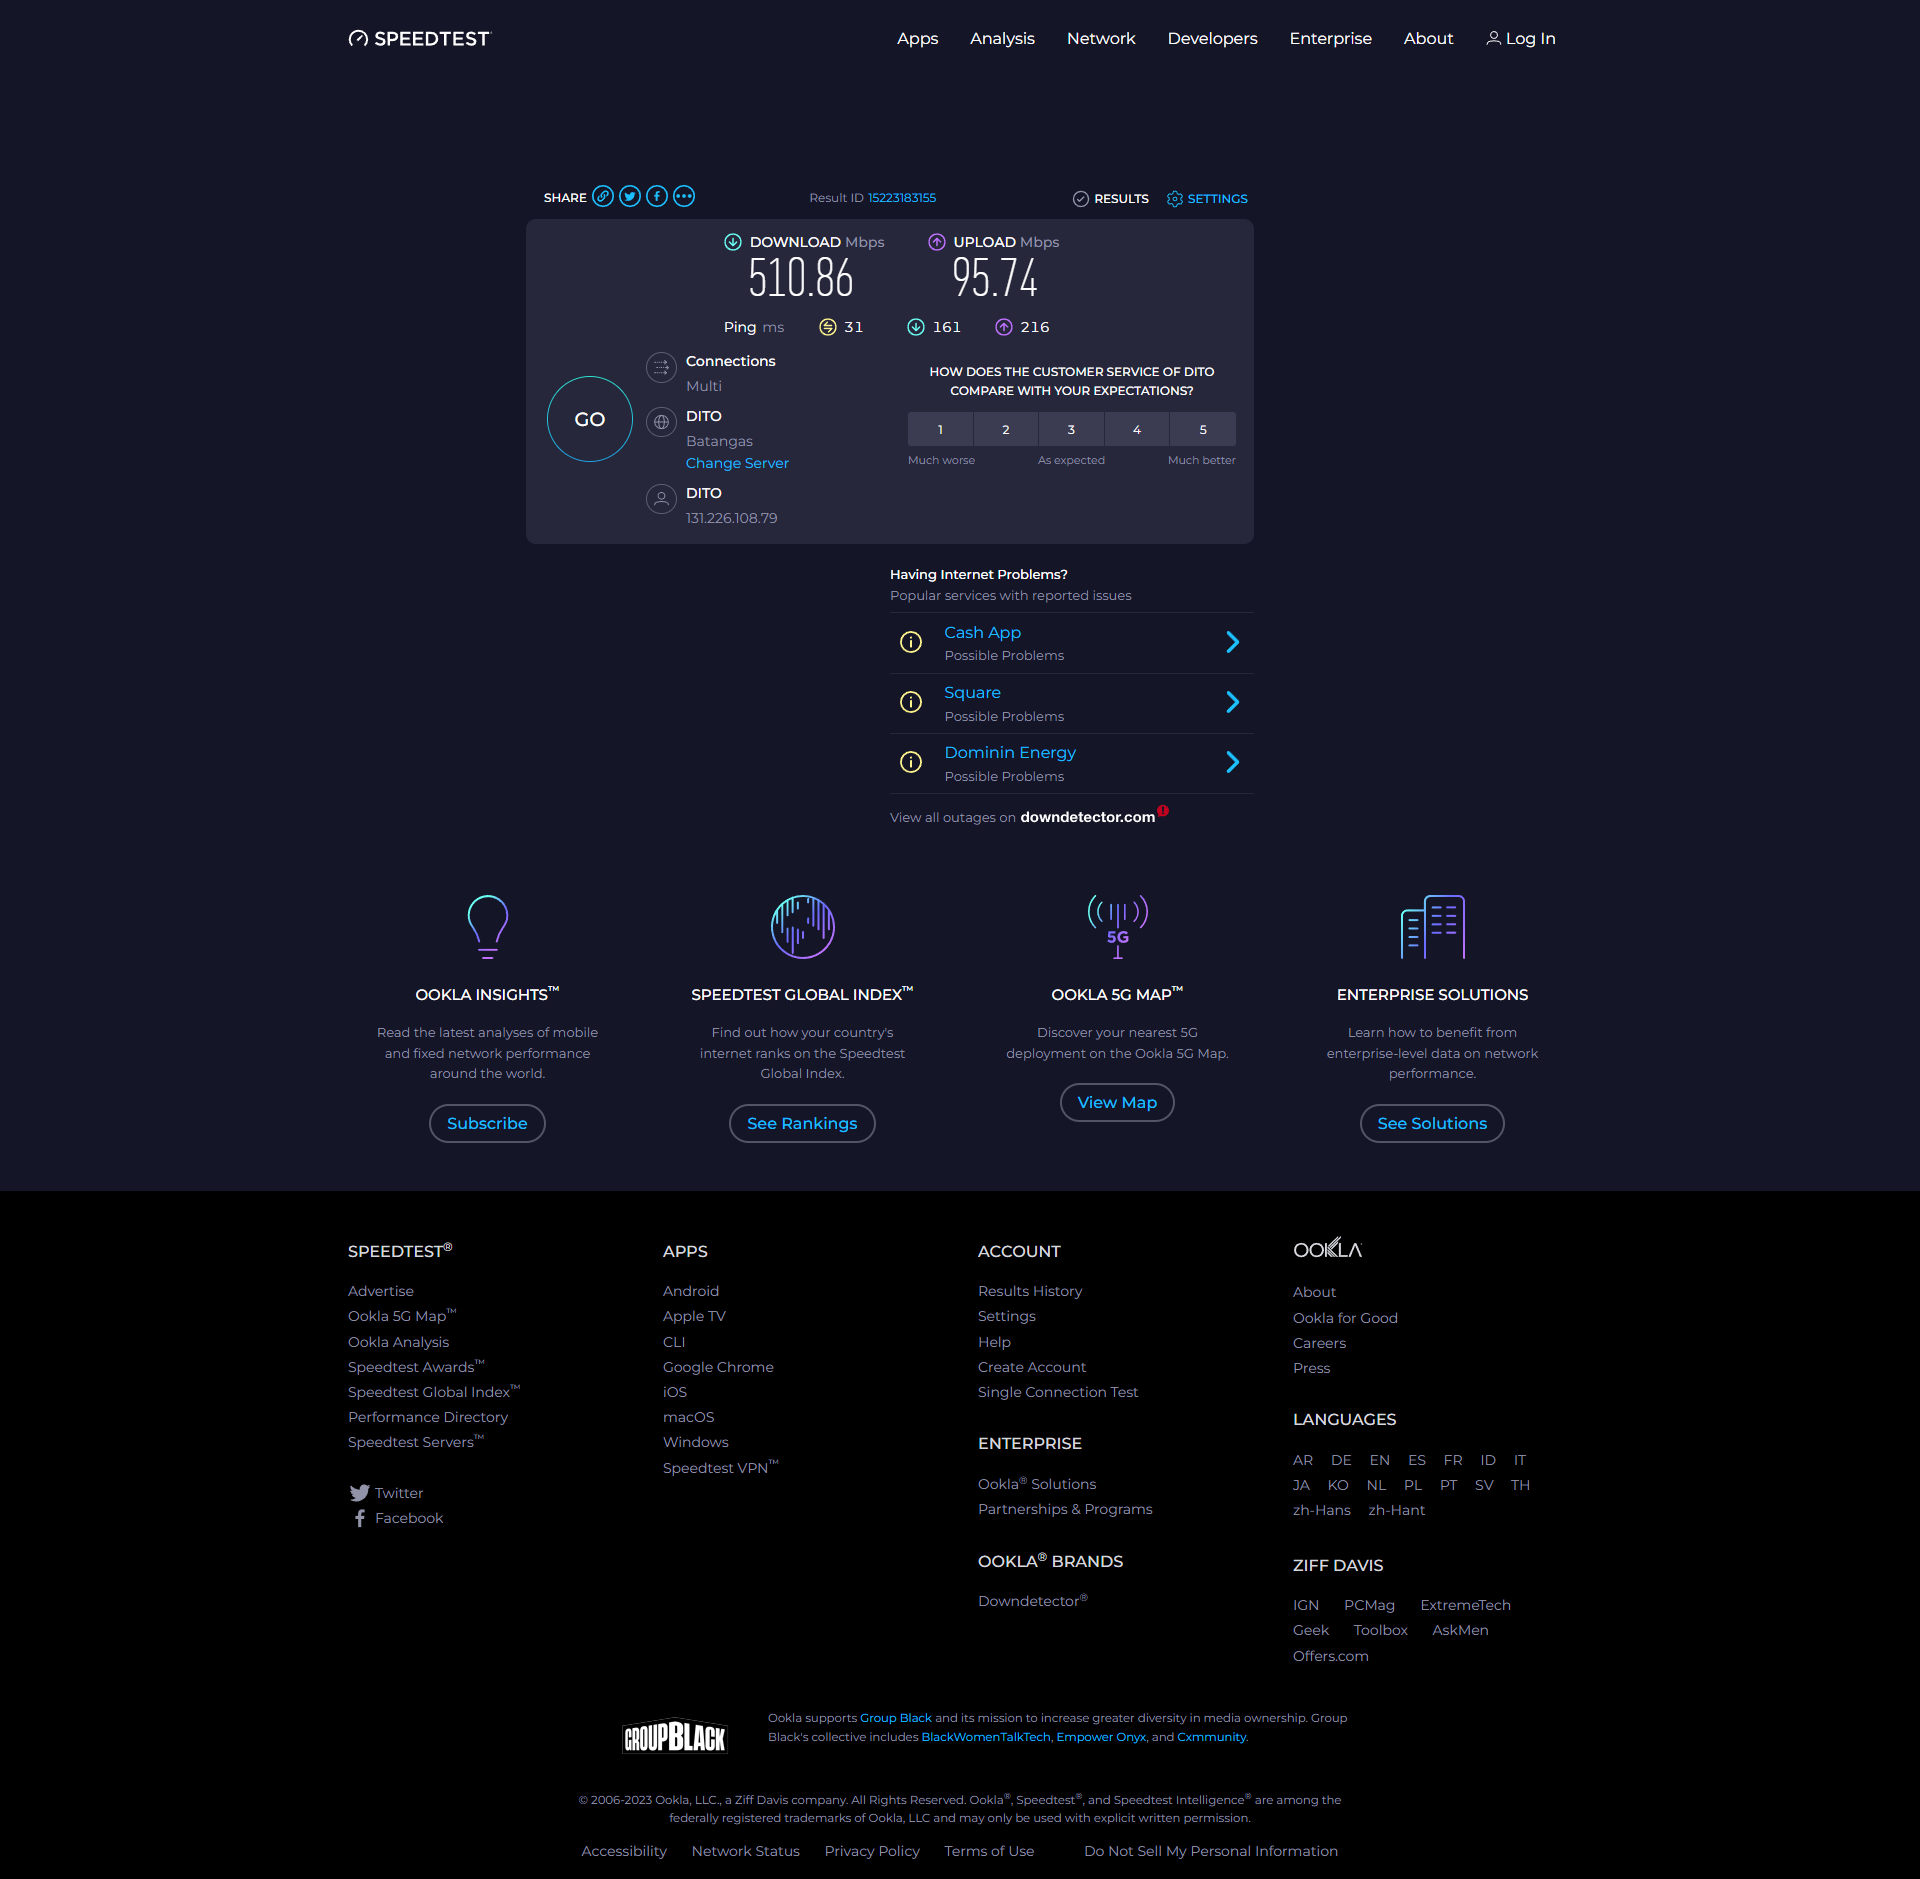 SPEEDTEST
Apps Analysis Network Developers Enterprise About Log In
SHARE
Result ID 15223183155
RESULTS SETTINGS
DOWNLOAD Mbps
510.86
UPLOAD Mbps
95.74
Ping ms 31 161 216
GO
Connections
Multi
DITO
Batangas
Change Server
DITO
131.226.108.79
HOW DOES THE CUSTOMER SERVICE OF DITO
COMPARE WITH YOUR EXPECTATIONS?
1 2 3 4 5
Much worse As expected Much better
Having Internet Problems?
Popular services with reported issues
Cash App
Possible Problems
Square
Possible Problems
Dominin Energy
Possible Problems
View all outages on downdetector.com
OOKLA INSIGHTS™
Read the latest analyses of mobile
and fixed network performance
around the world.
Subscribe
SPEEDTEST GLOBAL INDEX™
Find out how your country's
internet ranks on the Speedtest
Global Index.
See Rankings
5G
OOKLA 5G MAP™
Discover your nearest 5G
deployment on the Ookla 5G Map.
View Map
ENTERPRISE SOLUTIONS
Learn how to benefit from
enterprise-level data on network
performance.
See Solutions
SPEEDTEST®
Advertise
Ookla 5G Map™
Ookla Analysis
Speedtest Awards™
Speedtest Global Index™
Performance Directory
Speedtest Servers™
Twitter
Facebook
APPS
Android
Apple TV
CLI
Google Chrome
iOS
macOS
Windows
Speedtest VPN™
ACCOUNT
Results History
Settings
Help
Create Account
Single Connection Test
ENTERPRISE
Ookla® Solutions
Partnerships & Programs
OOKLA® BRANDS
Downdetector®
OOKLA
About
Ookla for Good
Careers
Press
LANGUAGES
AR DE EN ES FR ID IT
JA KO NL PL PT SV TH
zh-Hans zh-Hant
ZIFF DAVIS
IGN PCMag ExtremeTech
Geek Toolbox AskMen
Offers.com
GROUPBLACK
Ookla supports Group Black and its mission to increase greater diversity in media ownership. Group
Black's collective includes BlackWomenTalkTech, Empower Onyx, and Cxmmunity.
© 2006-2023 Ookla, LLC., a Ziff Davis company. All Rights Reserved. Ookla®, Speedtest®, and Speedtest Intelligence® are among the
federally registered trademarks of Ookla, LLC and may only be used with explicit written permission.
Accessibility Network Status Privacy Policy Terms of Use Do Not Sell My Personal Information